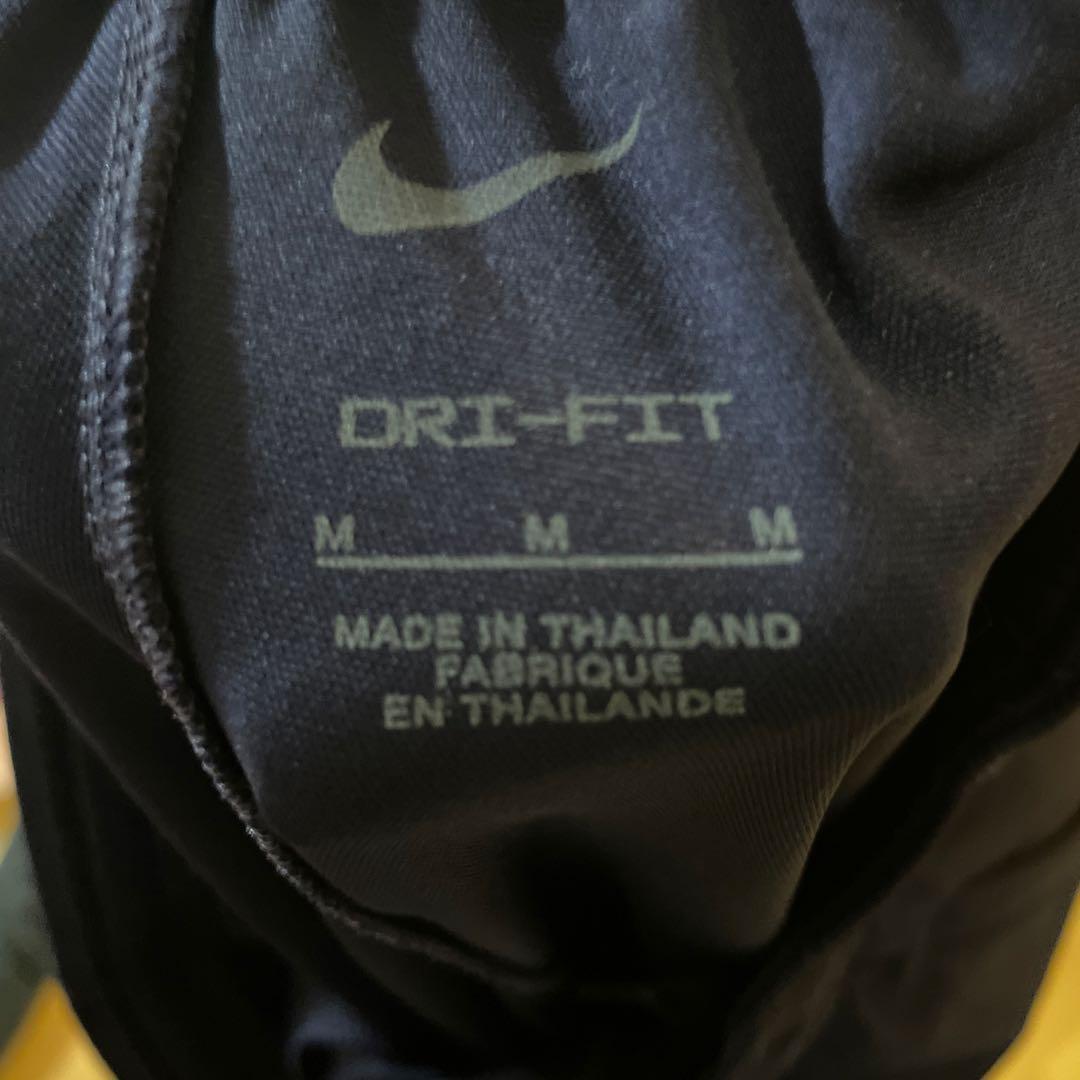 DRI-FIT
M M M
MADE IN THAILAND
FABRIQUE
EN THAILANDE